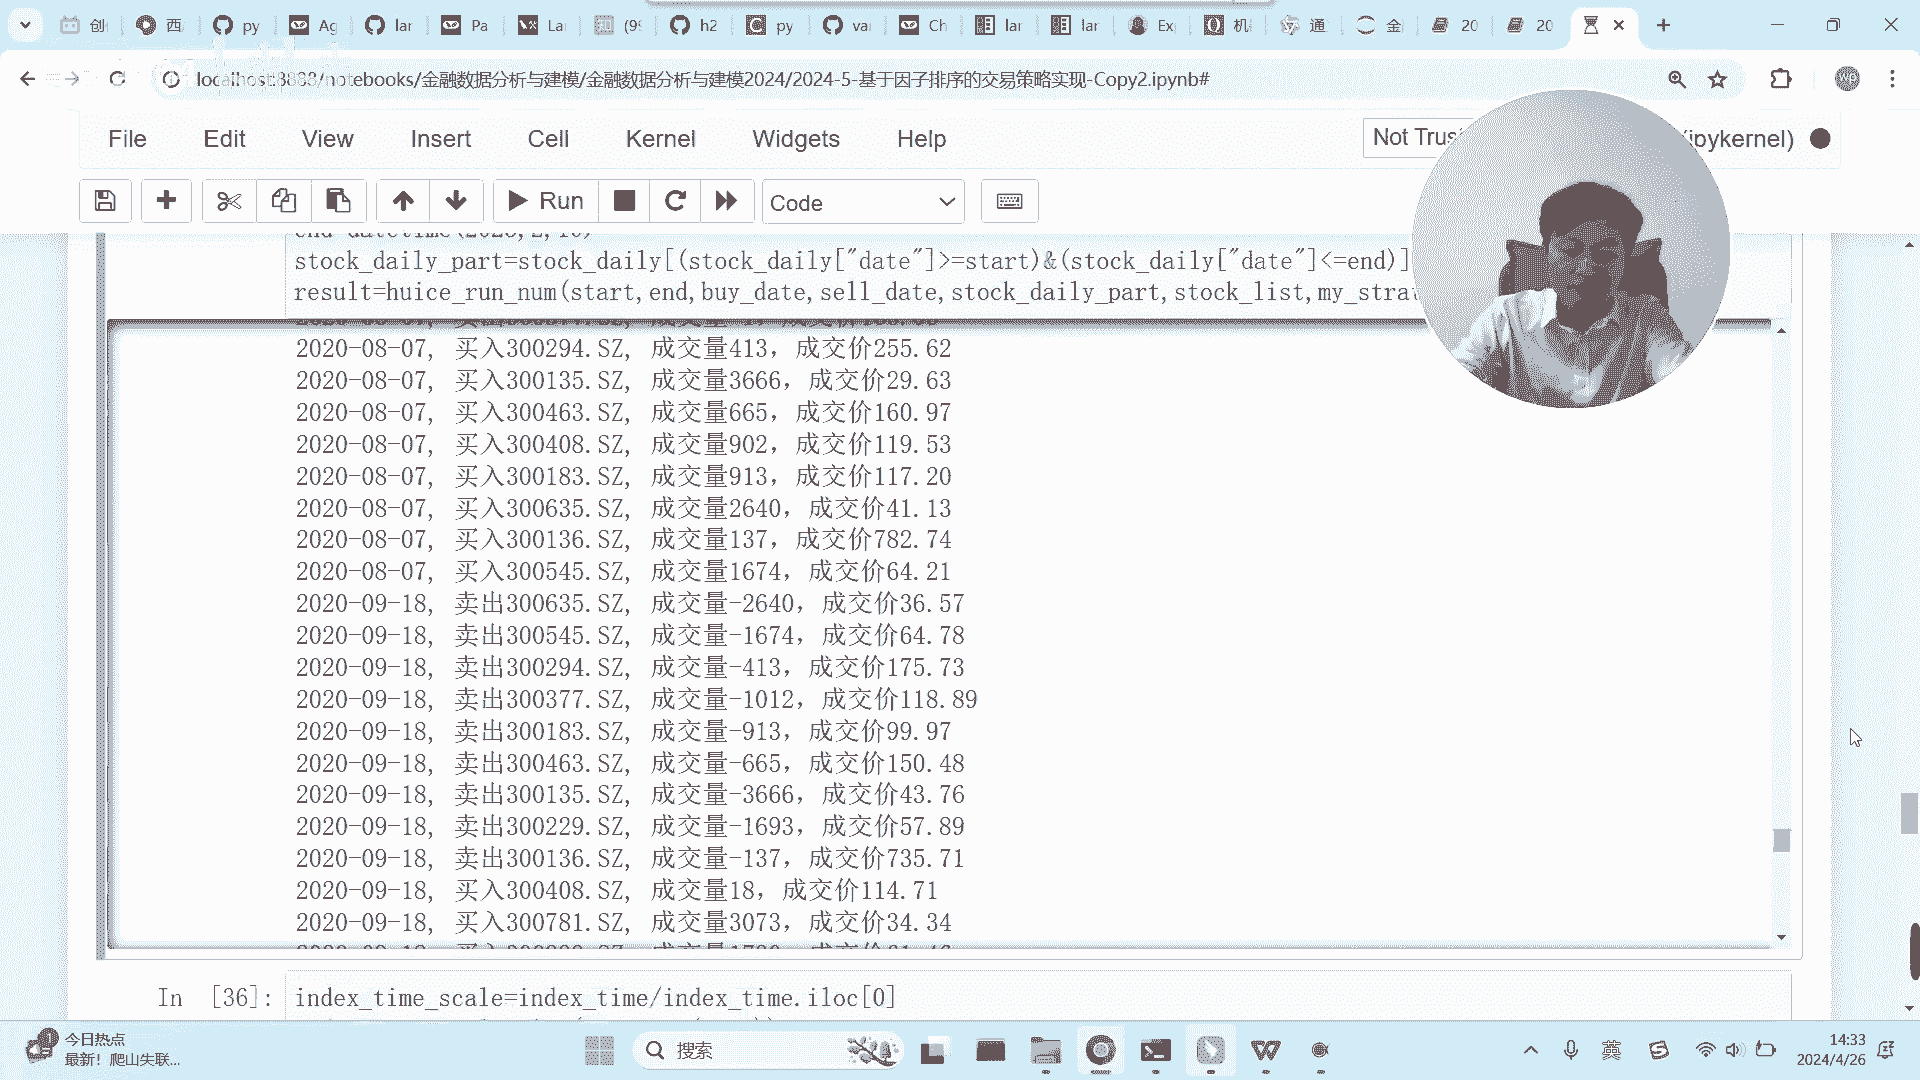 创 西 py Ag lar Pa La (9 h2 py va Ch lar lar Ex 机 通 金 20 20
localhost:8888/notebooks/金融数据分析与建模/金融数据分析与建模2024/2024-5-基于因子排序的交易策略实现-Copy2.ipynb#
wp
File Edit View Insert Cell Kernel Widgets Help Not Trus (ipykernel)
Run Code
stock_daily_part=stock_daily[(stock_daily["date"]>=start)&(stock_daily["date"]<=end)]
result=huice_run_num(start,end,buy_date,sell_date,stock_daily_part,stock_list,my_strat
2020-08-07, 买入300294.SZ, 成交量413，成交价255.62
2020-08-07, 买入300135.SZ, 成交量3666，成交价29.63
2020-08-07, 买入300463.SZ, 成交量665，成交价160.97
2020-08-07, 买入300408.SZ, 成交量902，成交价119.53
2020-08-07, 买入300183.SZ, 成交量913，成交价117.20
2020-08-07, 买入300635.SZ, 成交量2640，成交价41.13
2020-08-07, 买入300136.SZ, 成交量137，成交价782.74
2020-08-07, 买入300545.SZ, 成交量1674，成交价64.21
2020-09-18, 卖出300635.SZ, 成交量-2640，成交价36.57
2020-09-18, 卖出300545.SZ, 成交量-1674，成交价64.78
2020-09-18, 卖出300294.SZ, 成交量-413，成交价175.73
2020-09-18, 卖出300377.SZ, 成交量-1012，成交价118.89
2020-09-18, 卖出300183.SZ, 成交量-913，成交价99.97
2020-09-18, 卖出300463.SZ, 成交量-665，成交价150.48
2020-09-18, 卖出300135.SZ, 成交量-3666，成交价43.76
2020-09-18, 卖出300229.SZ, 成交量-1693，成交价57.89
2020-09-18, 卖出300136.SZ, 成交量-137，成交价735.71
2020-09-18, 买入300408.SZ, 成交量18，成交价114.71
2020-09-18, 买入300781.SZ, 成交量3073，成交价34.34
In [36]: index_time_scale=index_time/index_time.iloc[0]
今日热点
最新！爬山失联...
搜索
英
14:33
2024/4/26